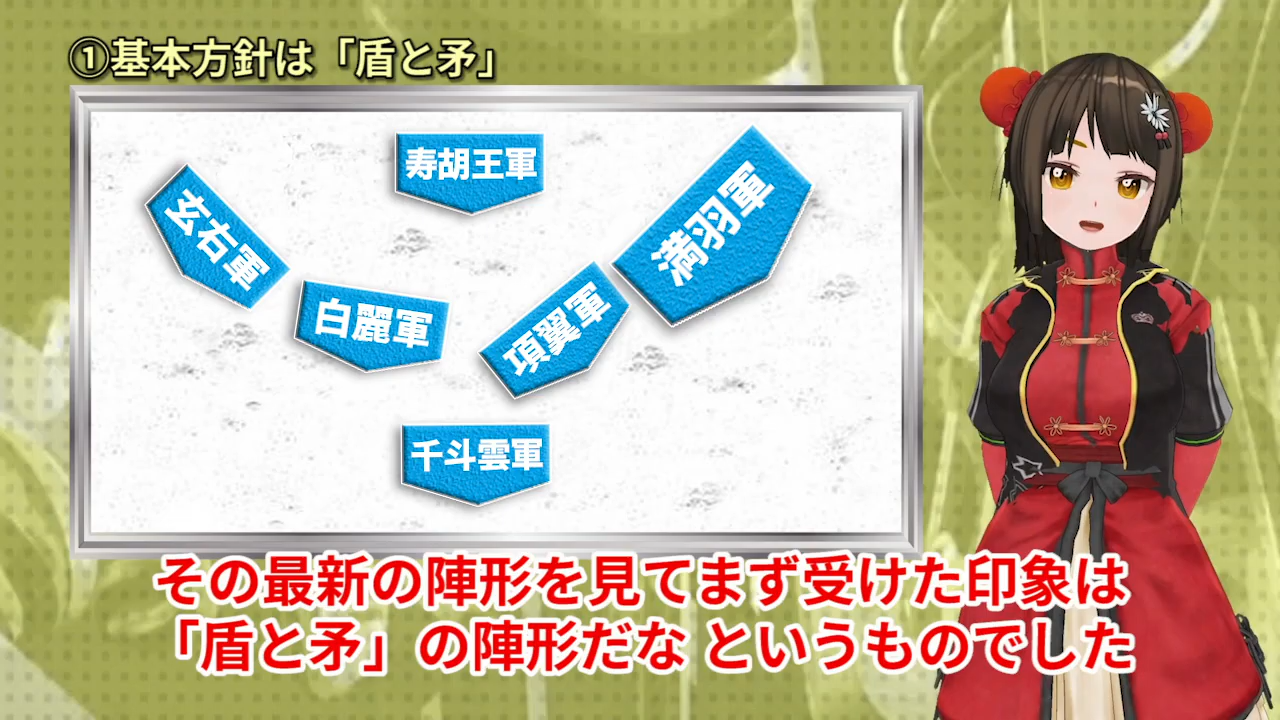 ①基本方針は「盾と矛」
寿胡王軍
玄右軍
満羽軍
白麗軍
項翼軍
千斗雲軍
その最新の陣形を見てまず受けた印象は
「盾と矛」の陣形だな というものでした